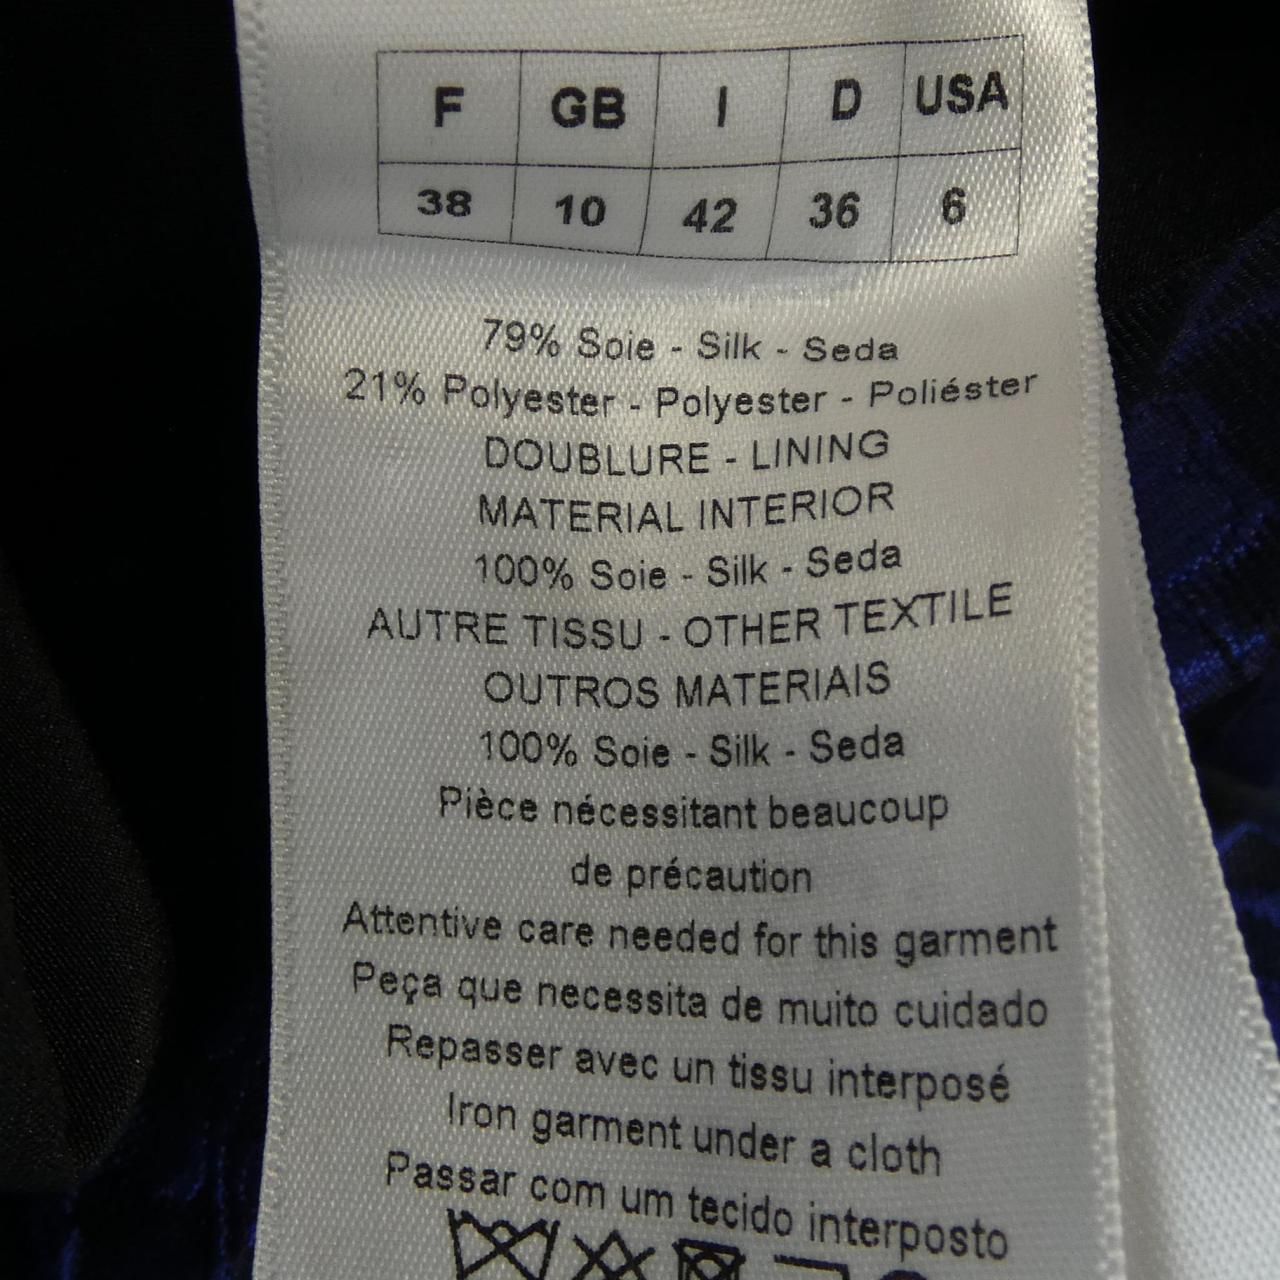 F GB I D USA
38 10 42 36 6
79% Soie - Silk - Seda
21% Polyester - Polyester - Poliéster
DOUBLURE - LINING
MATERIAL INTERIOR
100% Soie - Silk - Seda
AUTRE TISSU - OTHER TEXTILE
OUTROS MATERIAIS
100% Soie - Silk - Seda
Pièce nécessitant beaucoup
de précaution
Attentive care needed for this garment
Peça que necessita de muito cuidado
Repasser avec un tissu interposé
Iron garment under a cloth
Passar com um tecido interposto